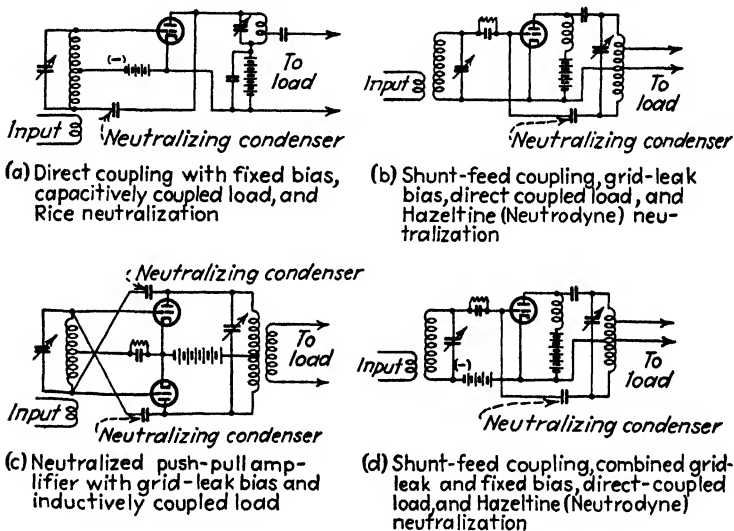 (-)
To
load
Input
Neutralizing condenser
(a) Direct coupling with fixed bias,
capacitively coupled load, and
Rice neutralization
Input
To
load
Neutralizing condenser
(b) Shunt-feed coupling, grid-leak
bias, direct coupled load, and
Hazeltine (Neutrodyne) neu-
tralization
Neutralizing condenser
To
load
Input
Neutralizing condenser
(c) Neutralized push-pull amp-
lifier with grid-leak bias and
inductively coupled load
Input
(-)
To
load
Neutralizing condenser
(d) Shunt-feed coupling, combined grid-
leak and fixed bias, direct-coupled
load, and Hazeltine (Neutrodyne)
neutralization